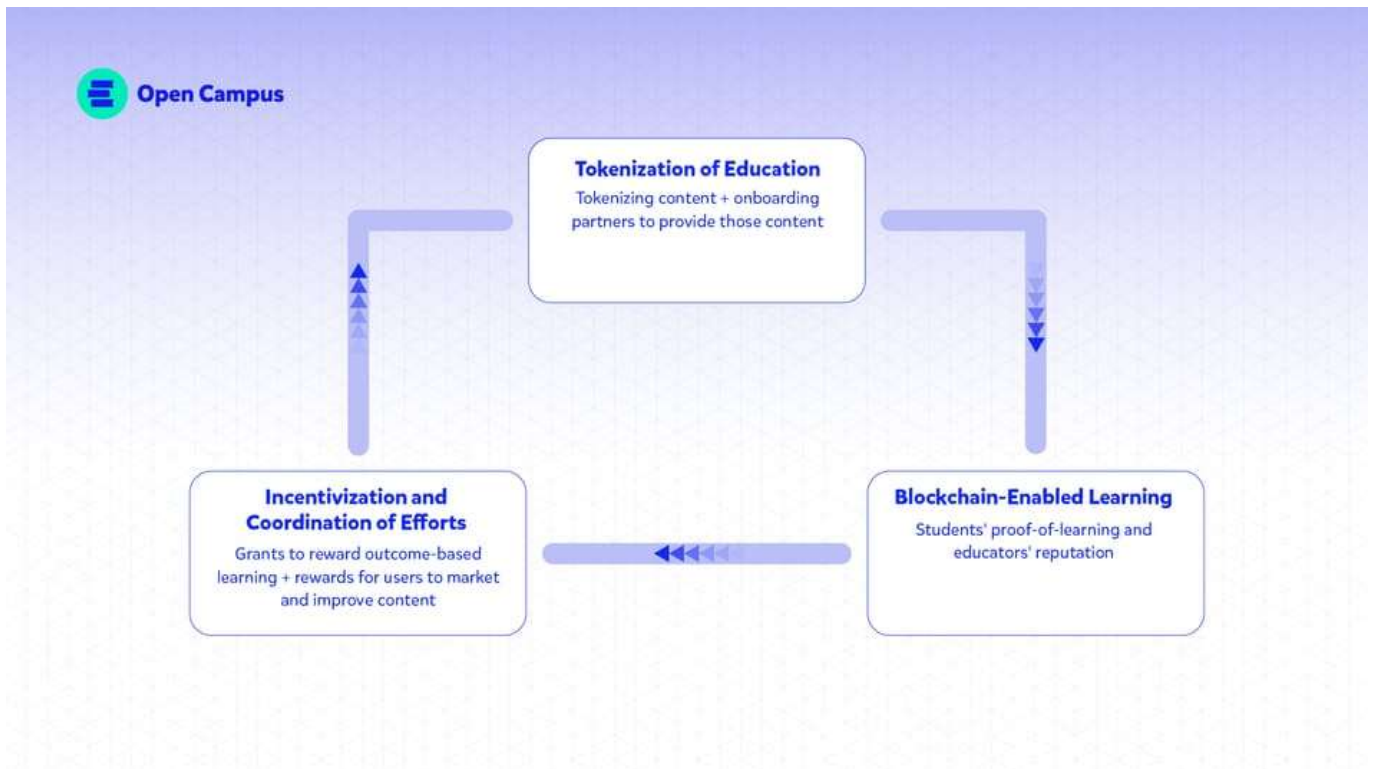 Open Campus
Tokenization of Education
Tokenizing content + onboarding
partners to provide those content
Incentivization and
Coordination of Efforts
Grants to reward outcome-based
learning + rewards for users to market
and improve content
Blockchain-Enabled Learning
Students' proof-of-learning and
educators' reputation